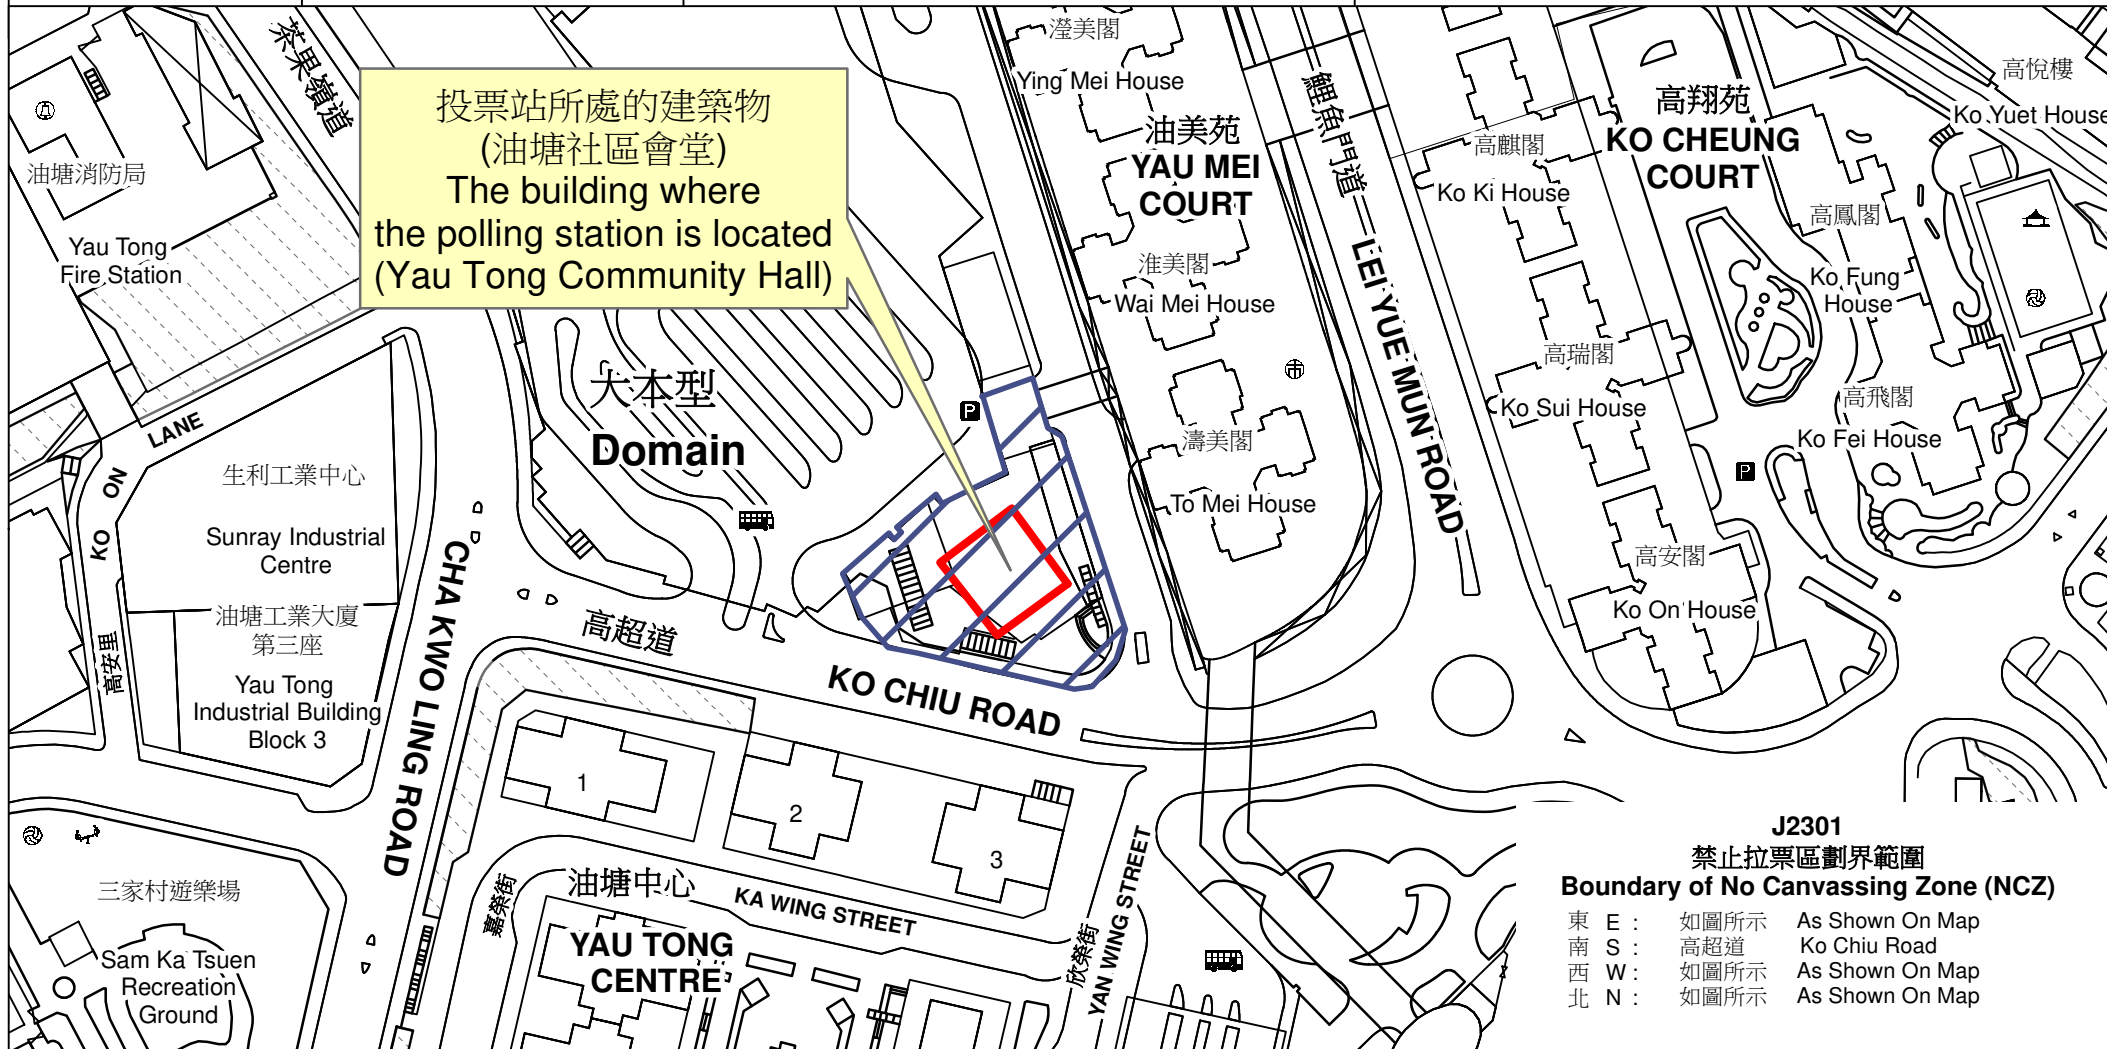 茶果嶺道
油塘消防局
Yau Tong
Fire Station
投票站所處的建築物
(油塘社區會堂)
The building where
the polling station is located
(Yau Tong Community Hall)
瀅美閣
Ying Mei House
油美苑
YAU MEI
COURT
淮美閣
Wai Mei House
濤美閣
To Mei House
鯉魚門道
LEI YUE MUN ROAD
高翔苑
KO CHEUNG
COURT
高麒閣
Ko Ki House
高悅樓
Ko Yuet House
高鳳閣
Ko Fung
House
高瑞閣
Ko Sui House
高飛閣
Ko Fei House
高安閣
Ko On House
大本型
Domain
P
P
KO ON LANE
高安里
生利工業中心
Sunray Industrial
Centre
油塘工業大廈
第三座
Yau Tong
Industrial Building
Block 3
CHA KWO LING ROAD
高超道
KO CHIU ROAD
1
2
3
三家村遊樂場
Sam Ka Tsuen
Recreation
Ground
嘉榮街
KA WING STREET
油塘中心
YAU TONG
CENTRE
欣榮街
YAN WING STREET
J2301
禁止拉票區劃界範圍
Boundary of No Canvassing Zone (NCZ)
東 E : 如圖所示 As Shown On Map
南 S : 高超道 Ko Chiu Road
西 W : 如圖所示 As Shown On Map
北 N : 如圖所示 As Shown On Map